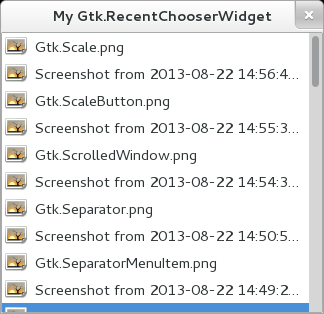 My Gtk.RecentChooserWidget
Gtk.Scale.png
Screenshot from 2013-08-22 14:56:4...
Gtk.ScaleButton.png
Screenshot from 2013-08-22 14:55:3...
Gtk.ScrolledWindow.png
Screenshot from 2013-08-22 14:54:3...
Gtk.Separator.png
Screenshot from 2013-08-22 14:50:5...
Gtk.SeparatorMenuItem.png
Screenshot from 2013-08-22 14:49:2...